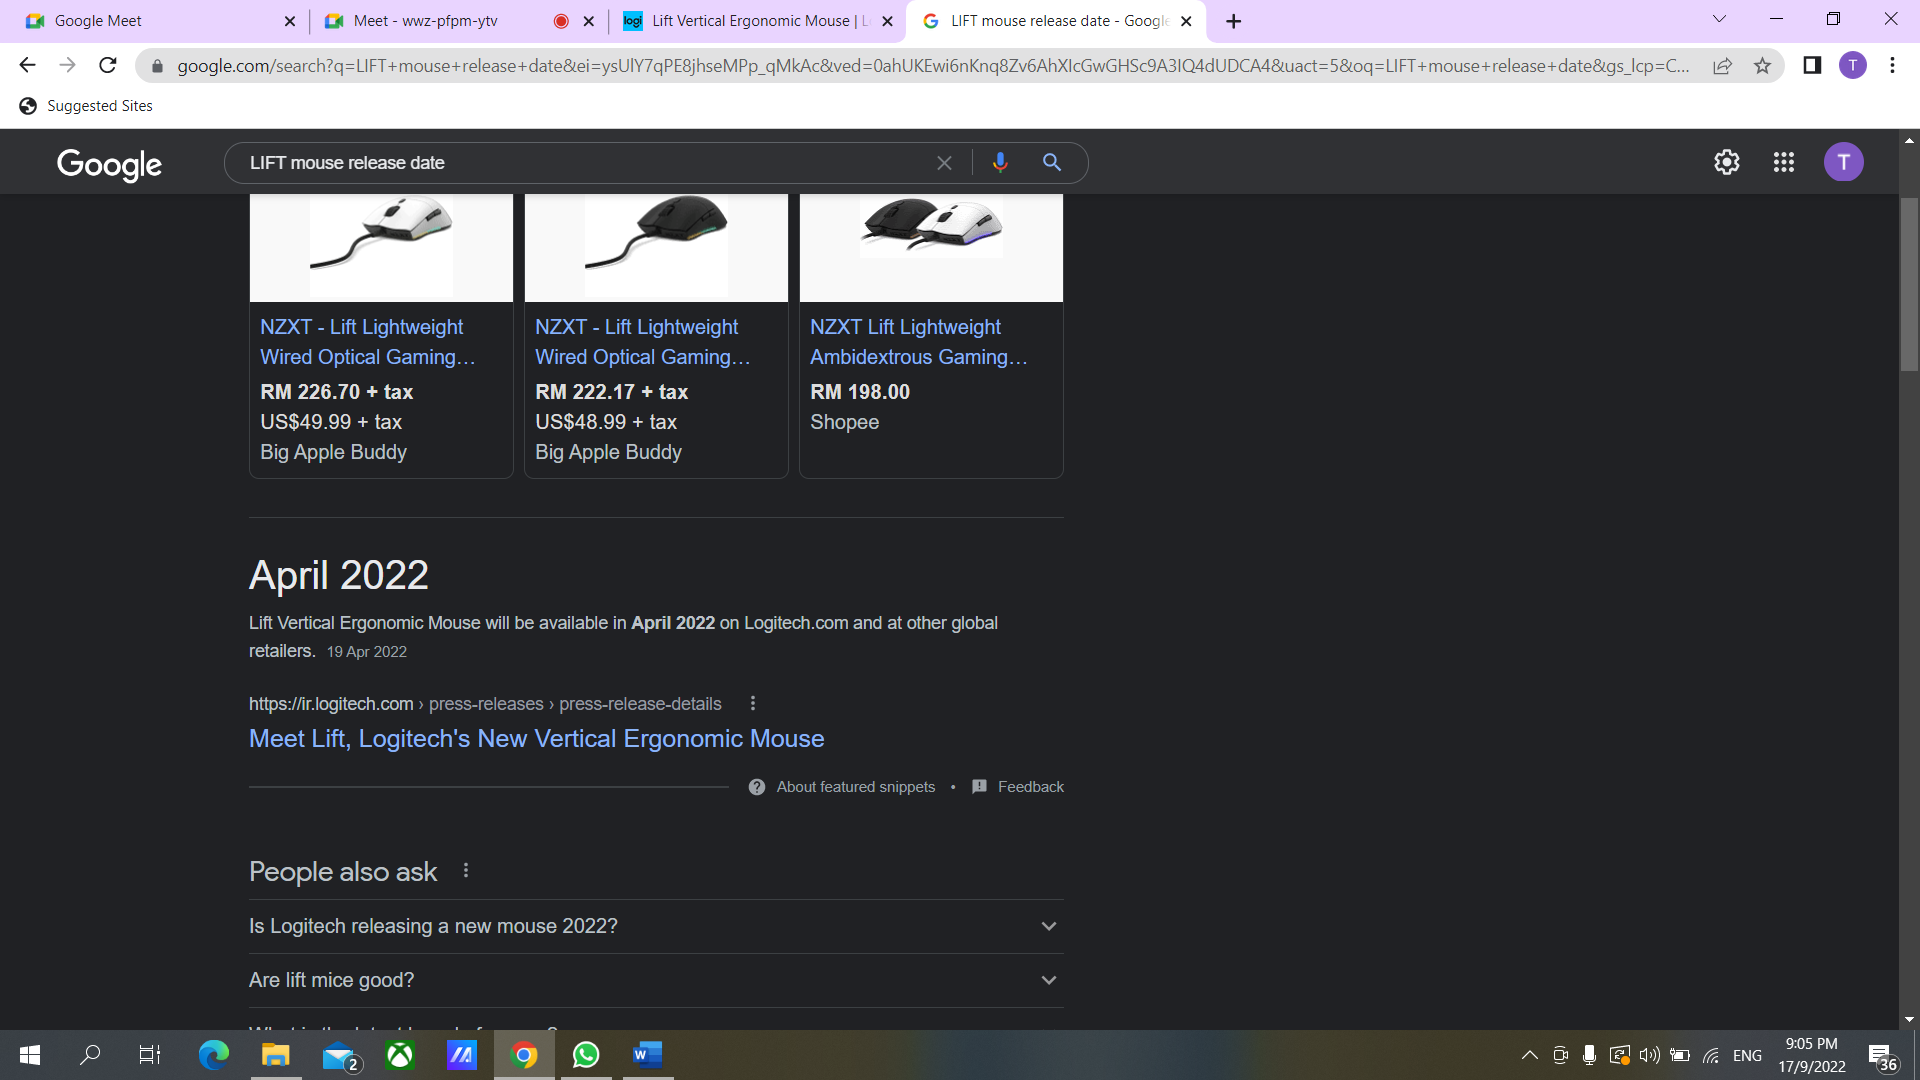 Google Meet
Meet - wwz-pfpm-ytv
logi
Lift Vertical Ergonomic Mouse |
LIFT mouse release date - Google
google.com/search?q=LIFT+mouse+release+date&ei=ysUlY7qPE8jhseMPp_qMkAc&ved=0ahUKEwi6nKnq8Zv6AhXIcGwGHSc9A3IQ4dUDCA4&uact=5&oq=LIFT+mouse+release+date&gs_lcp=C...
T
Suggested Sites
Google
LIFT mouse release date
T
NZXT - Lift Lightweight
Wired Optical Gaming...
RM 226.70 + tax
US$49.99 + tax
Big Apple Buddy
NZXT - Lift Lightweight
Wired Optical Gaming...
RM 222.17 + tax
US$48.99 + tax
Big Apple Buddy
NZXT Lift Lightweight
Ambidextrous Gaming...
RM 198.00
Shopee
April 2022
Lift Vertical Ergonomic Mouse will be available in April 2022 on Logitech.com and at other global
retailers. 19 Apr 2022
https://ir.logitech.com › press-releases › press-release-details
Meet Lift, Logitech's New Vertical Ergonomic Mouse
About featured snippets • Feedback
People also ask
Is Logitech releasing a new mouse 2022?
Are lift mice good?
2
W
ENG
9:05 PM
17/9/2022
36